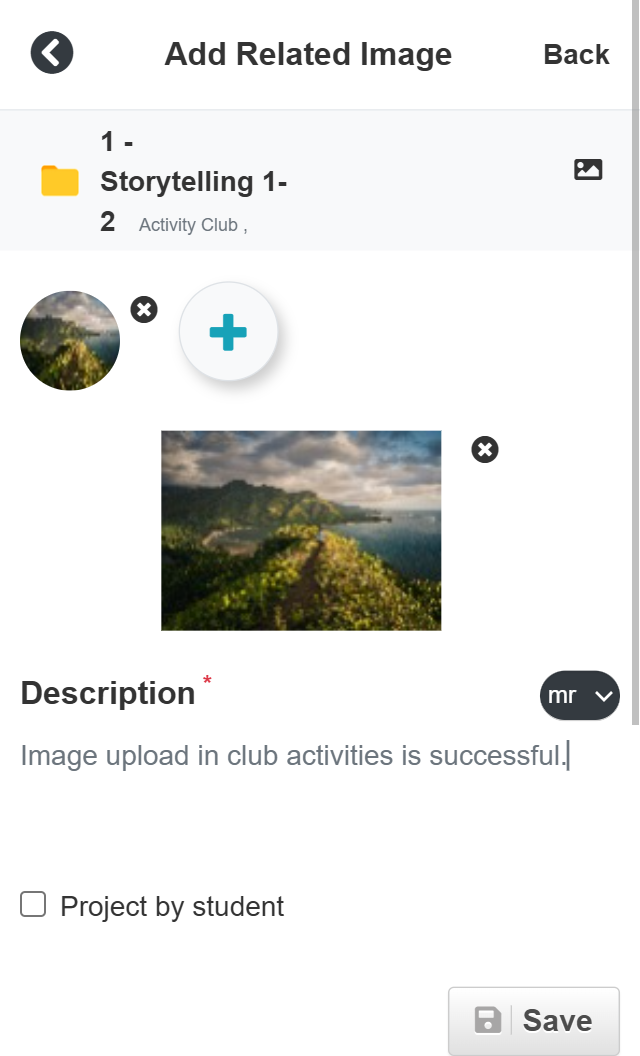 Add Related Image Back
1 -
Storytelling 1-
2 Activity Club ,
Description *
mr
Image upload in club activities is successful.
Project by student
Save